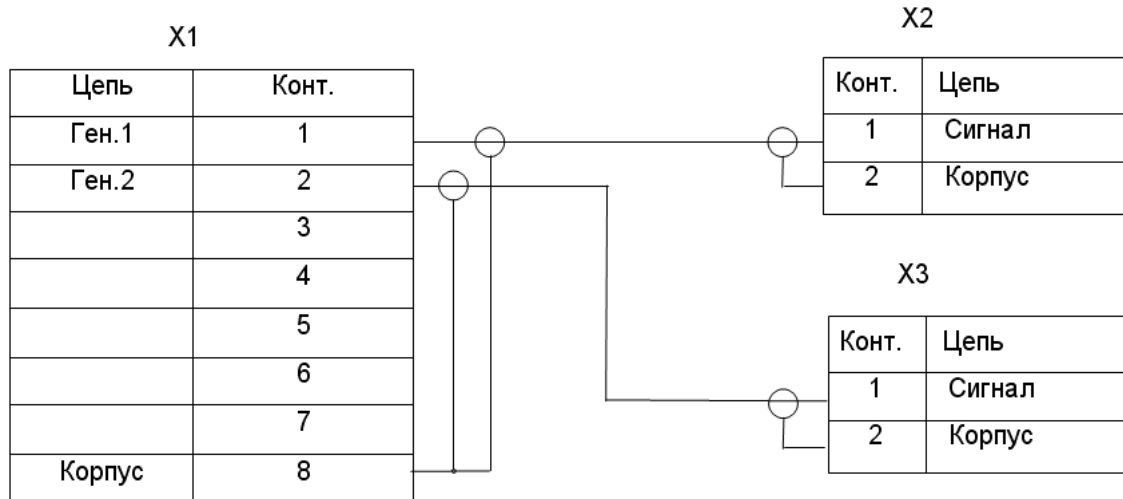 X1
Цепь Конт.
Ген.1 1
Ген.2 2
3
4
5
6
7
Корпус 8
X2
Конт. Цепь
1 Сигнал
2 Корпус
X3
Конт. Цепь
1 Сигнал
2 Корпус